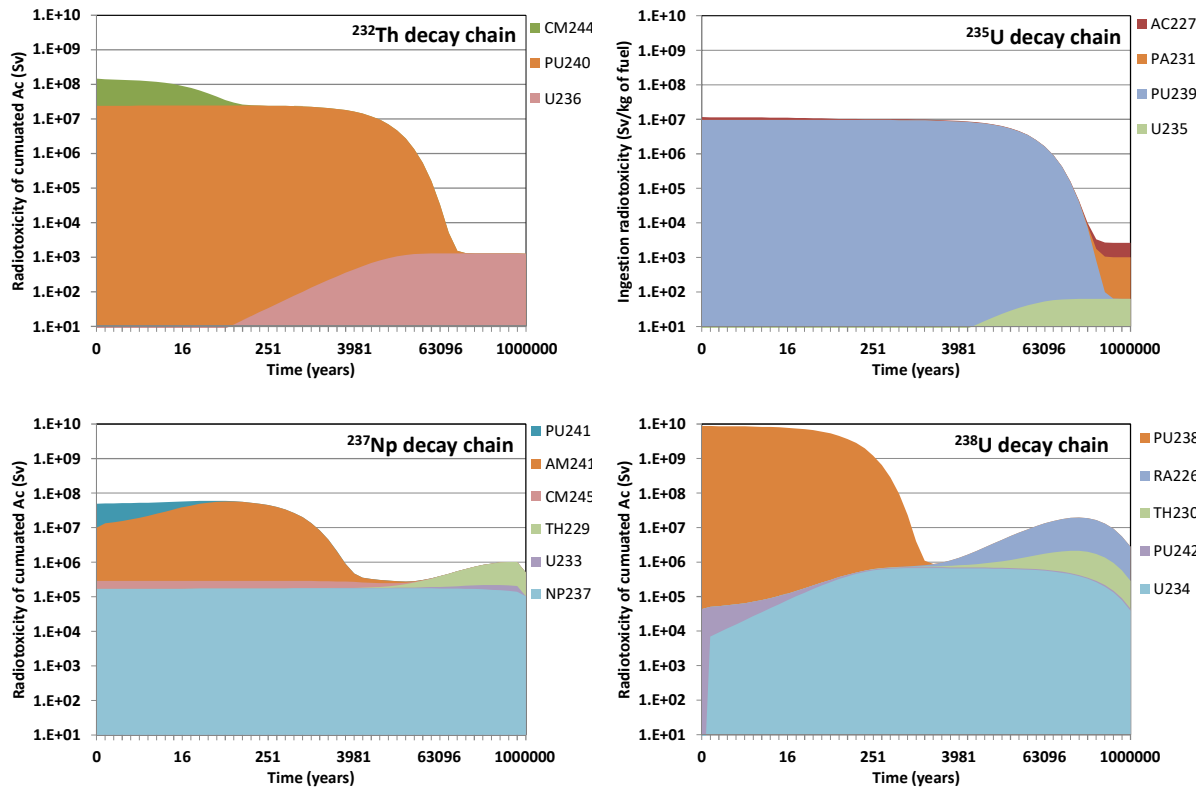 ²³²Th decay chain
Radiotoxicity of cumuated Ac (Sv)
1.E+10
1.E+09
1.E+08
1.E+07
1.E+06
1.E+05
1.E+04
1.E+03
1.E+02
1.E+01
0 16 251 3981 63096 1000000
Time (years)
CM244
PU240
U236
²³⁵U decay chain
Ingestion radiotoxicity (Sv/kg of fuel)
1.E+10
1.E+09
1.E+08
1.E+07
1.E+06
1.E+05
1.E+04
1.E+03
1.E+02
1.E+01
0 16 251 3981 63096 1000000
Time (years)
AC227
PA231
PU239
U235
²³⁷Np decay chain
Radiotoxicity of cumuated Ac (Sv)
1.E+10
1.E+09
1.E+08
1.E+07
1.E+06
1.E+05
1.E+04
1.E+03
1.E+02
1.E+01
0 16 251 3981 63096 1000000
Time (years)
PU241
AM241
CM245
TH229
U233
NP237
²³⁸U decay chain
Radiotoxicity of cumuated Ac (Sv)
1.E+10
1.E+09
1.E+08
1.E+07
1.E+06
1.E+05
1.E+04
1.E+03
1.E+02
1.E+01
0 16 251 3981 63096 1000000
Time (years)
PU238
RA226
TH230
PU242
U234